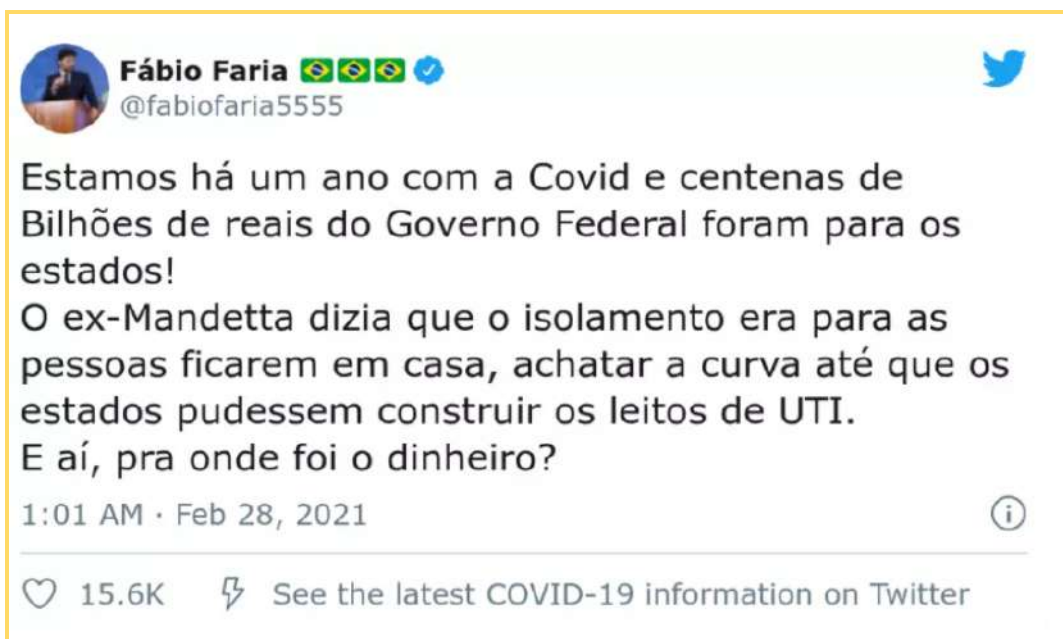 Fábio Faria 🇧🇷🇧🇷🇧🇷
@fabiofaria5555
Estamos há um ano com a Covid e centenas de
Bilhões de reais do Governo Federal foram para os
estados!
O ex-Mandetta dizia que o isolamento era para as
pessoas ficarem em casa, achatar a curva até que os
estados pudessem construir os leitos de UTI.
E aí, pra onde foi o dinheiro?
1:01 AM · Feb 28, 2021
15.6K See the latest COVID-19 information on Twitter